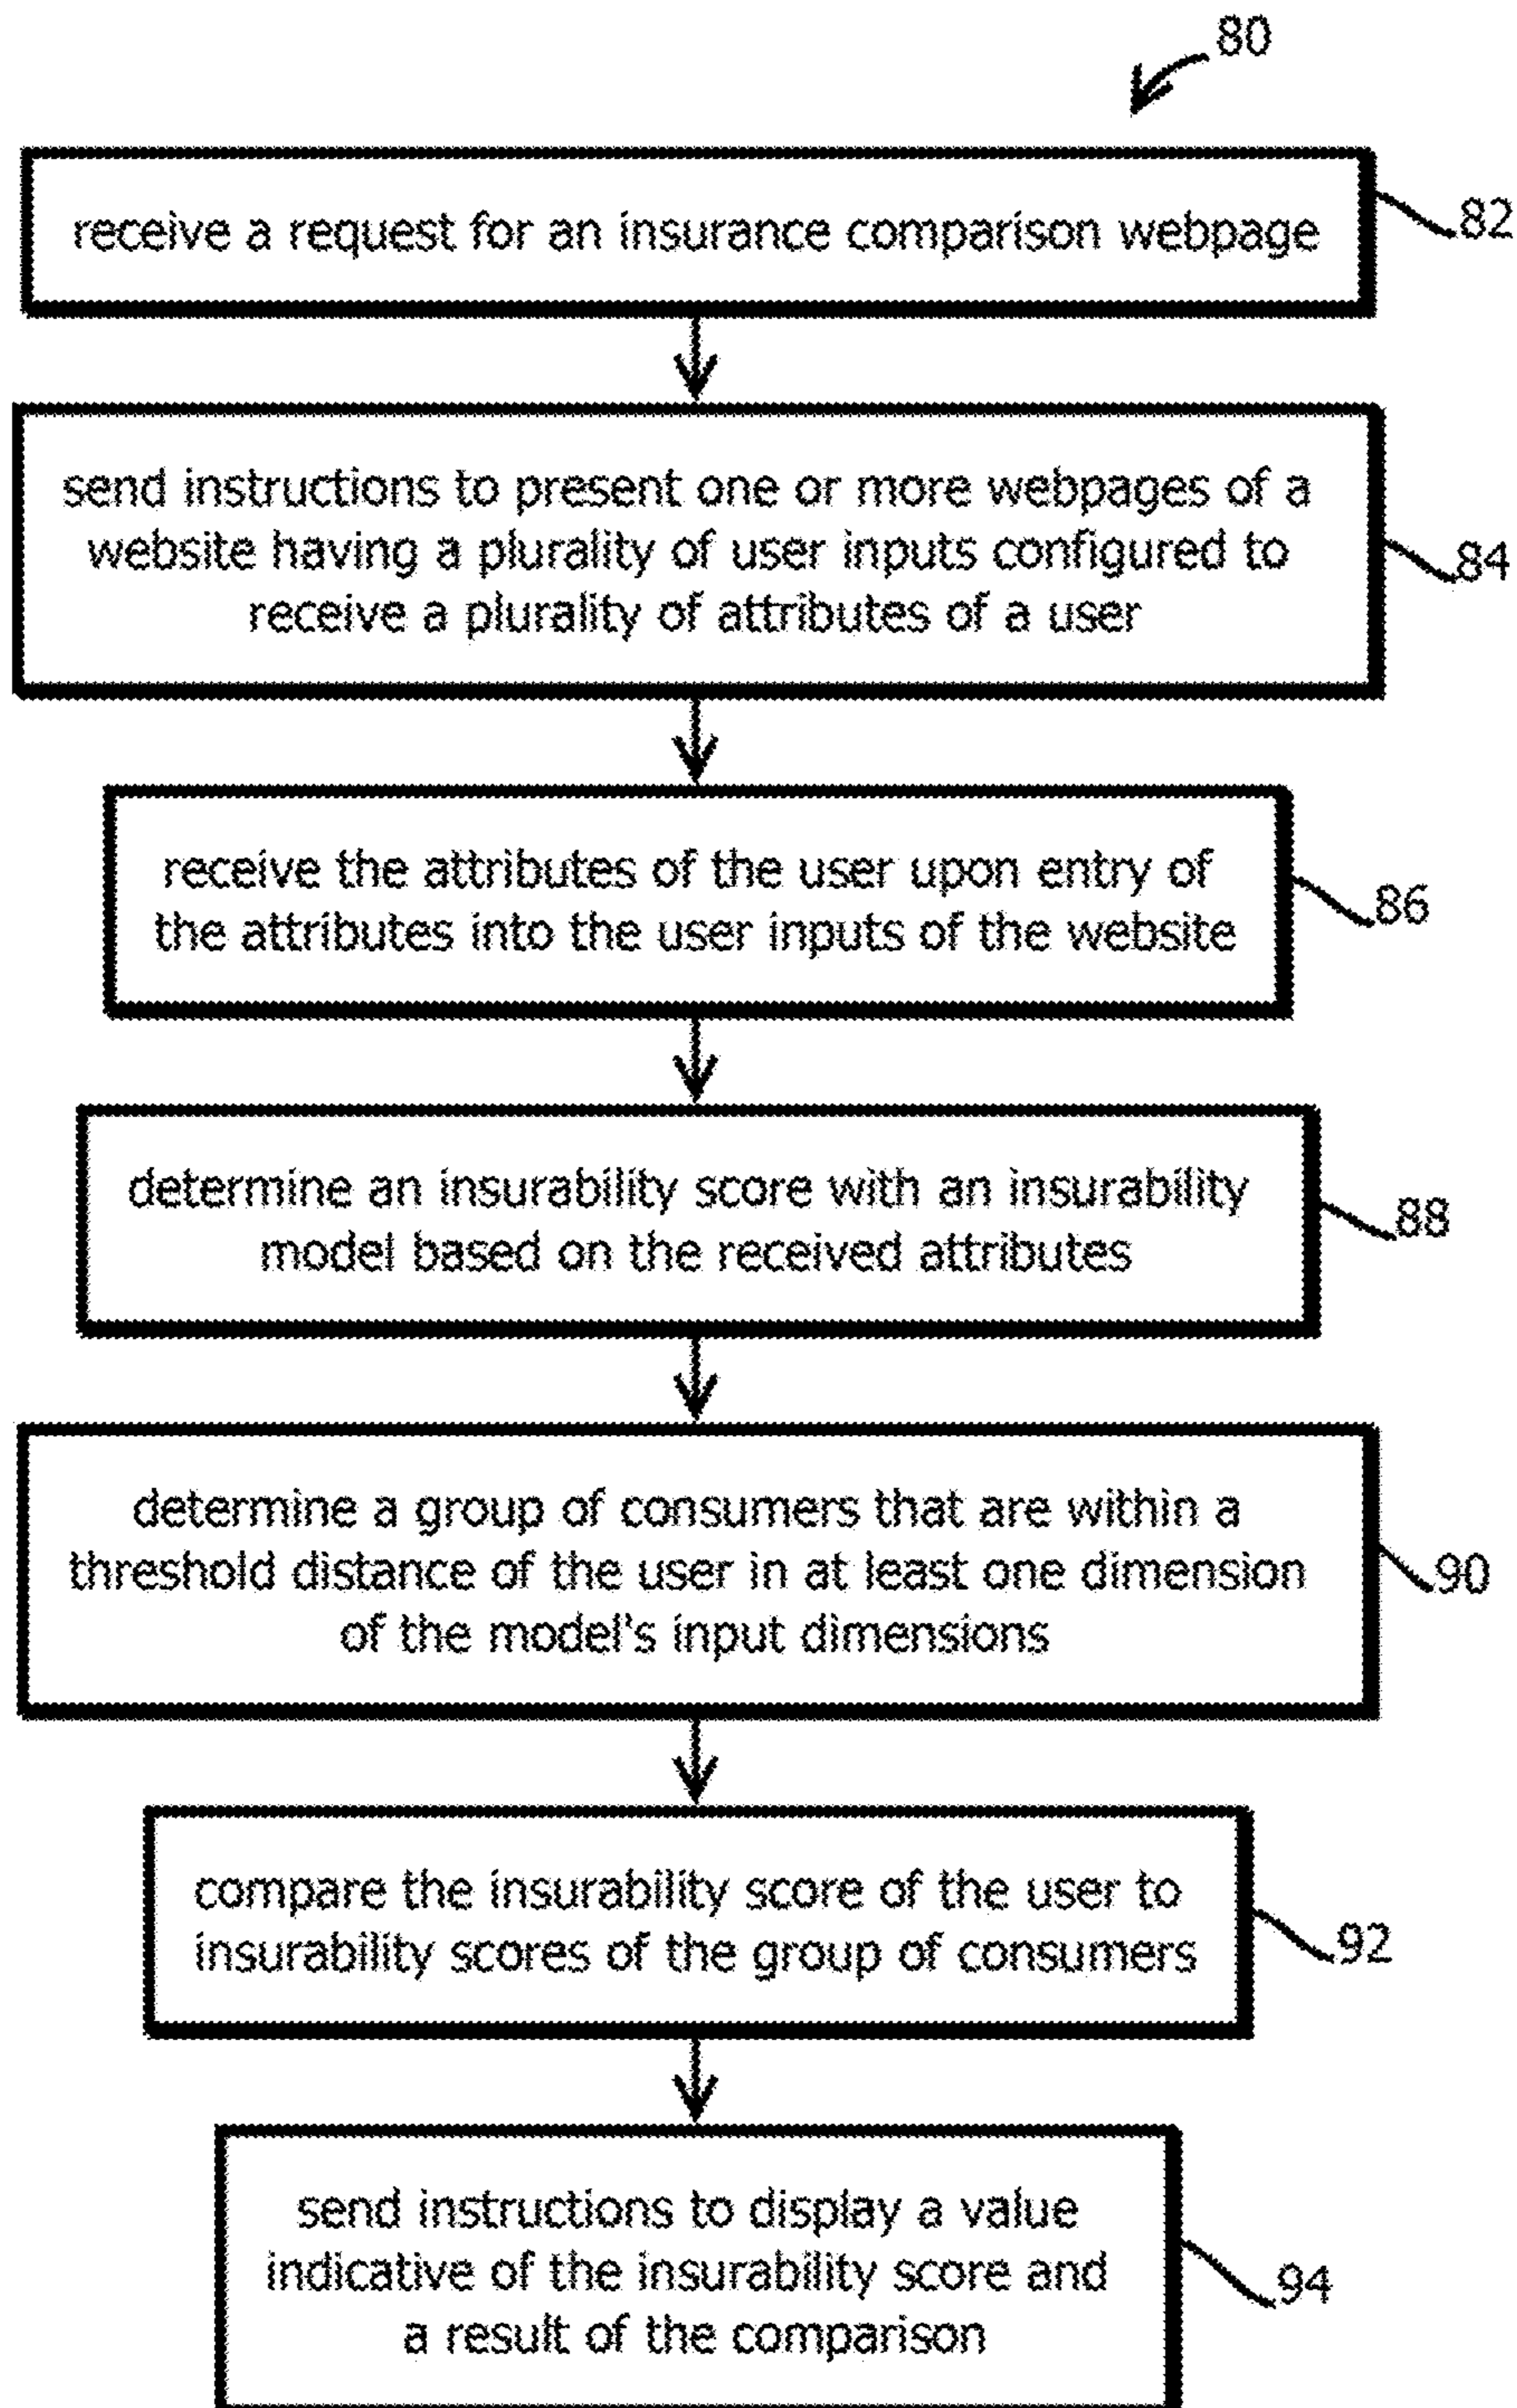 80
receive a request for an insurance comparison webpage
82
send instructions to present one or more webpages of a
website having a plurality of user inputs configured to
receive a plurality of attributes of a user
84
receive the attributes of the user upon entry of
the attributes into the user inputs of the website
86
determine an insurability score with an insurability
model based on the received attributes
88
determine a group of consumers that are within a
threshold distance of the user in at least one dimension
of the model's input dimensions
90
compare the insurability score of the user to
insurability scores of the group of consumers
92
send instructions to display a value
indicative of the insurability score and
a result of the comparison
94